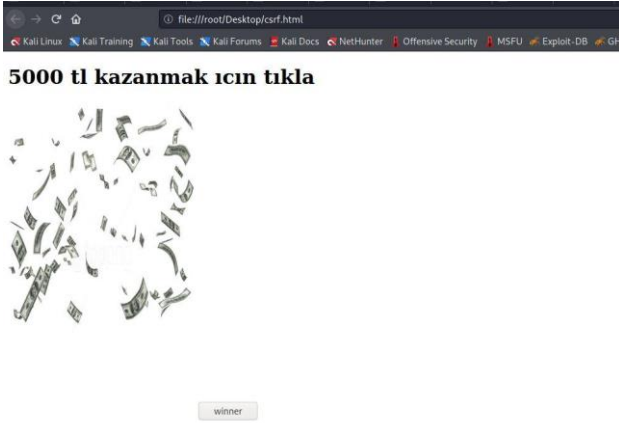 file:///root/Desktop/csrf.html
Kali Linux Kali Training Kali Tools Kali Forums Kali Docs NetHunter Offensive Security MSFU Exploit-DB GH
5000 tl kazanmak ıcın tıkla
winner